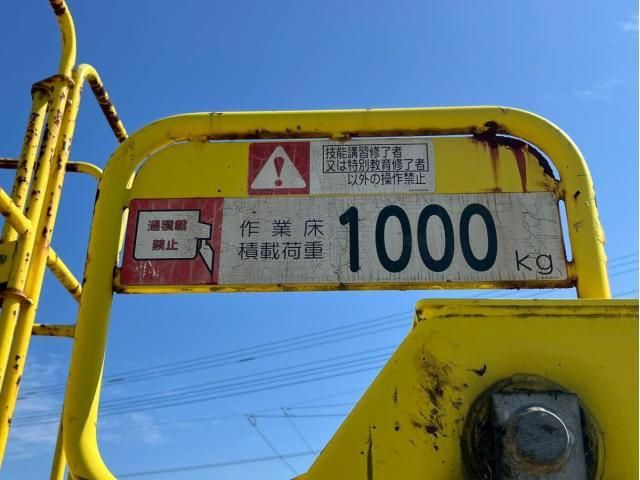 技能講習修了者
又は特別教育修了者
以外の操作禁止
過積載
禁止
作業床
積載荷重
1000 kg